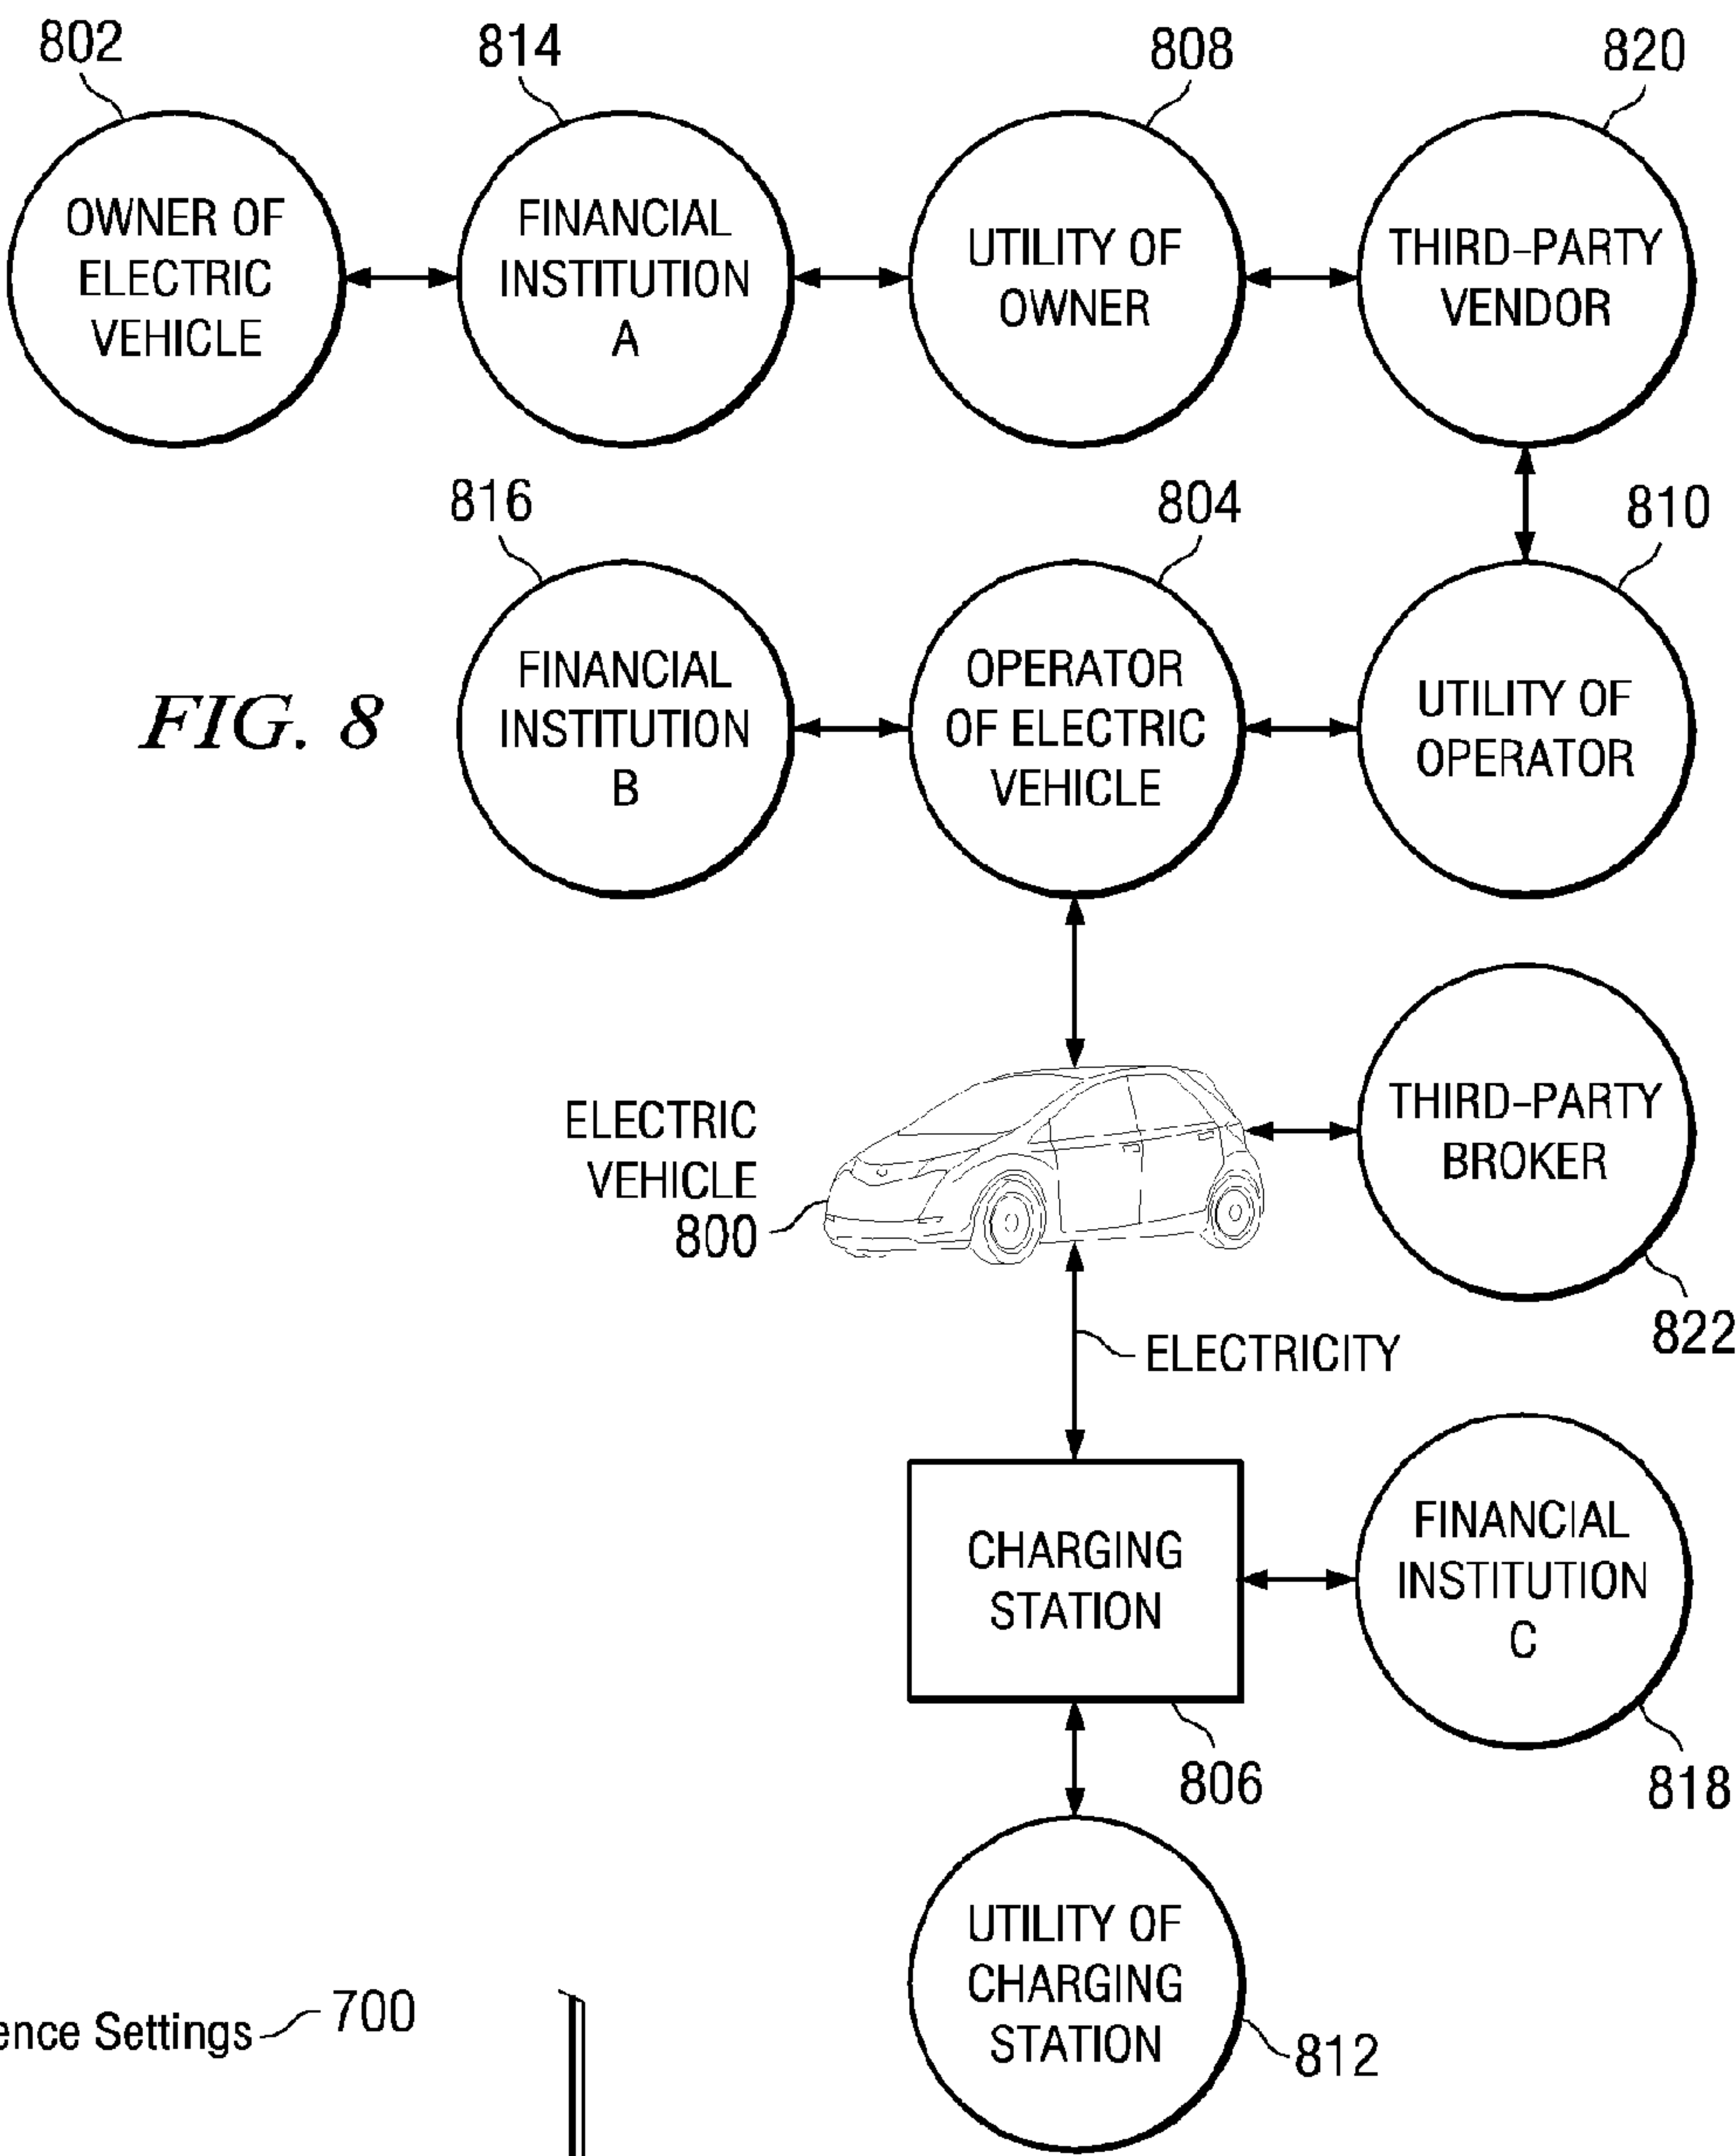 802
814
808
820
OWNER OF
ELECTRIC
VEHICLE
FINANCIAL
INSTITUTION
A
UTILITY OF
OWNER
THIRD-PARTY
VENDOR
816
804
810
FIG. 8
FINANCIAL
INSTITUTION
B
OPERATOR
OF ELECTRIC
VEHICLE
UTILITY OF
OPERATOR
ELECTRIC
VEHICLE
800
THIRD-PARTY
BROKER
822
ELECTRICITY
CHARGING
STATION
FINANCIAL
INSTITUTION
C
806
818
UTILITY OF
CHARGING
STATION
812
Settings 700